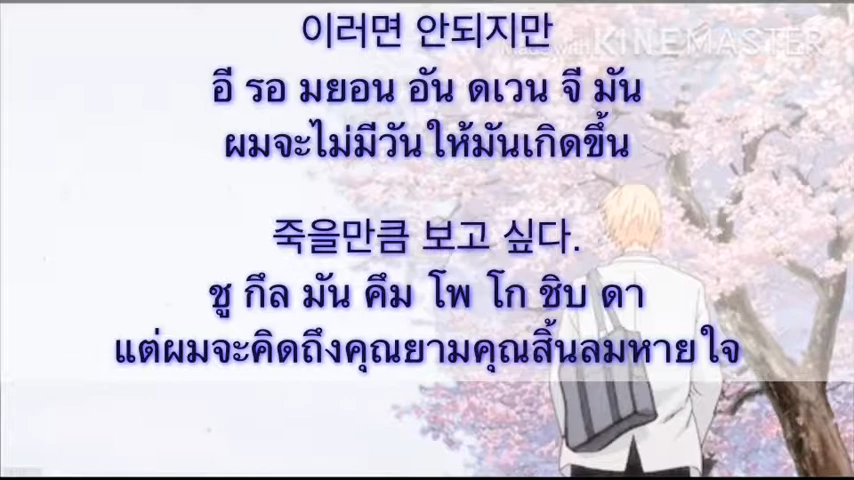 이러면 안되지만
Made with KINEMASTER
อี รอ มยอน อัน ดเวน จี มัน
ผมจะไม่มีวันให้มันเกิดขึ้น
죽을만큼 보고 싶다.
ชู กึล มัน คึม โพ โก ชิบ ดา
แต่ผมจะคิดถึงคุณยามคุณสิ้นลมหายใจ